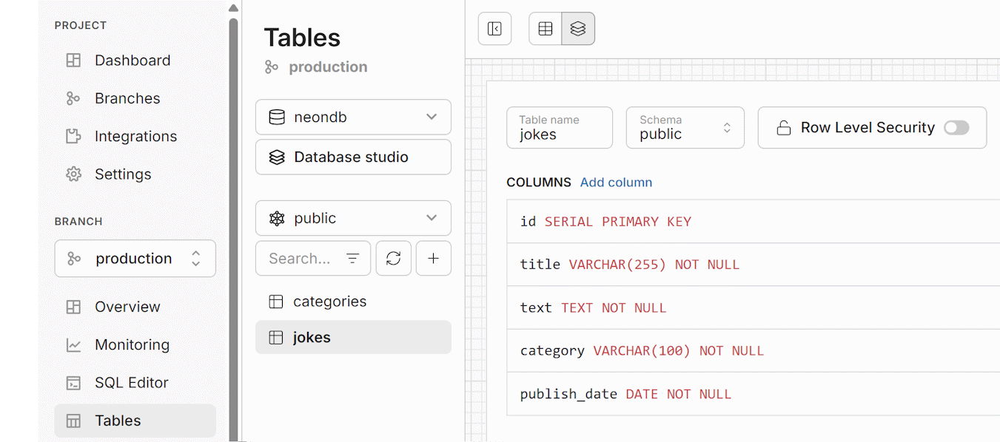 PROJECT
Dashboard
Branches
Integrations
Settings
BRANCH
production
Overview
Monitoring
SQL Editor
Tables
Tables
production
neondb
Database studio
public
Search...
categories
jokes
Table name
jokes
Schema
public
Row Level Security
COLUMNS Add column
id SERIAL PRIMARY KEY
title VARCHAR(255) NOT NULL
text TEXT NOT NULL
category VARCHAR(100) NOT NULL
publish_date DATE NOT NULL